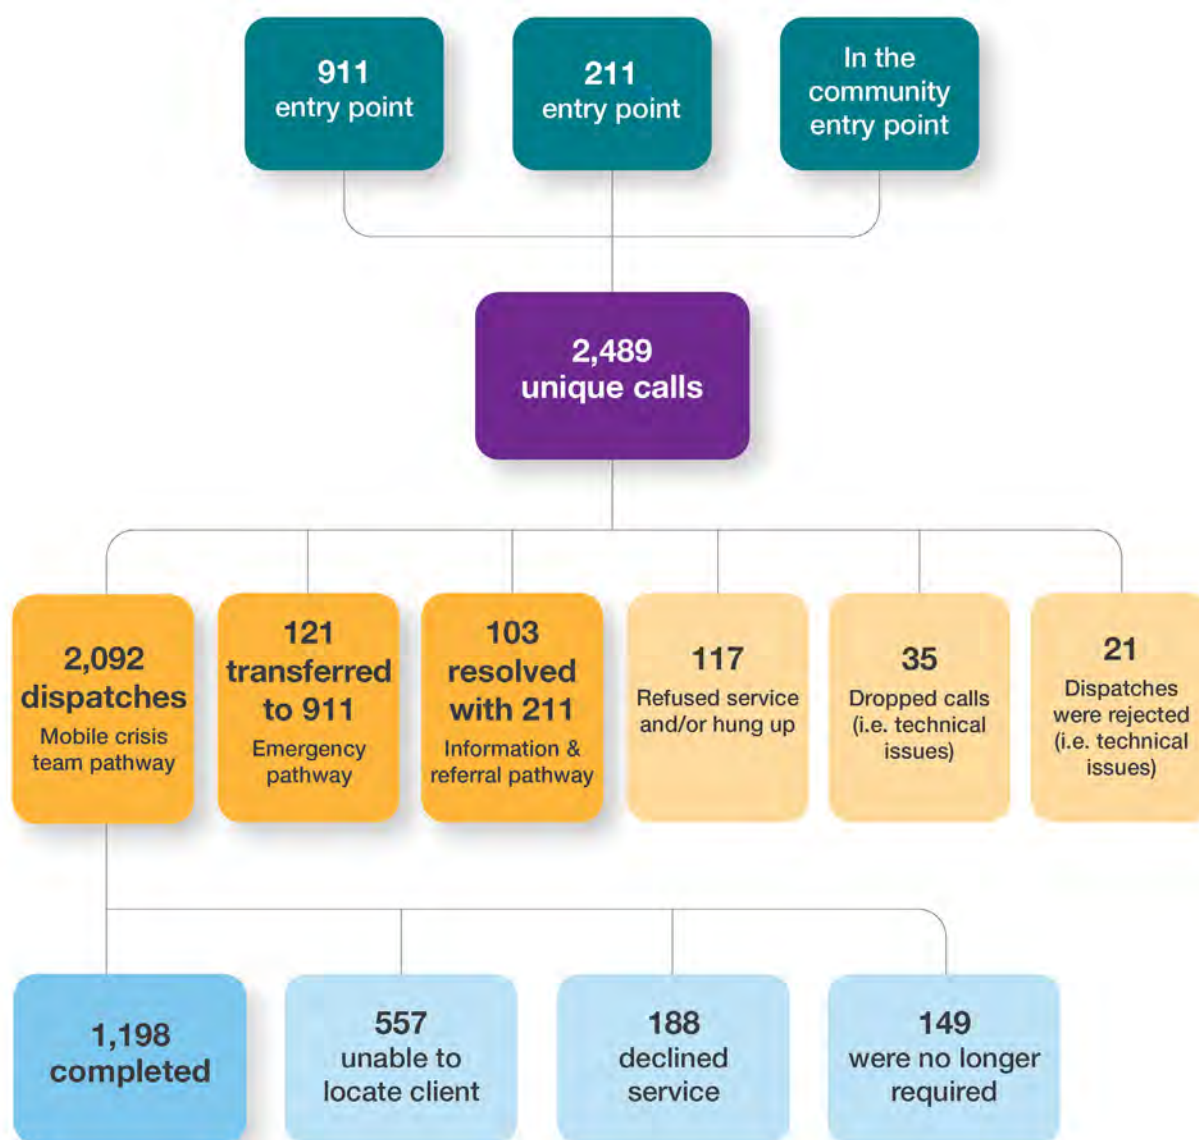 911
entry point
211
entry point
In the
community
entry point
2,489
unique calls
2,092
dispatches
Mobile crisis
team pathway
121
transferred
to 911
Emergency
pathway
103
resolved
with 211
Information &
referral pathway
117
Refused service
and/or hung up
35
Dropped calls
(i.e. technical
issues)
21
Dispatches
were rejected
(i.e. technical
issues)
1,198
completed
557
unable to
locate client
188
declined
service
149
were no longer
required